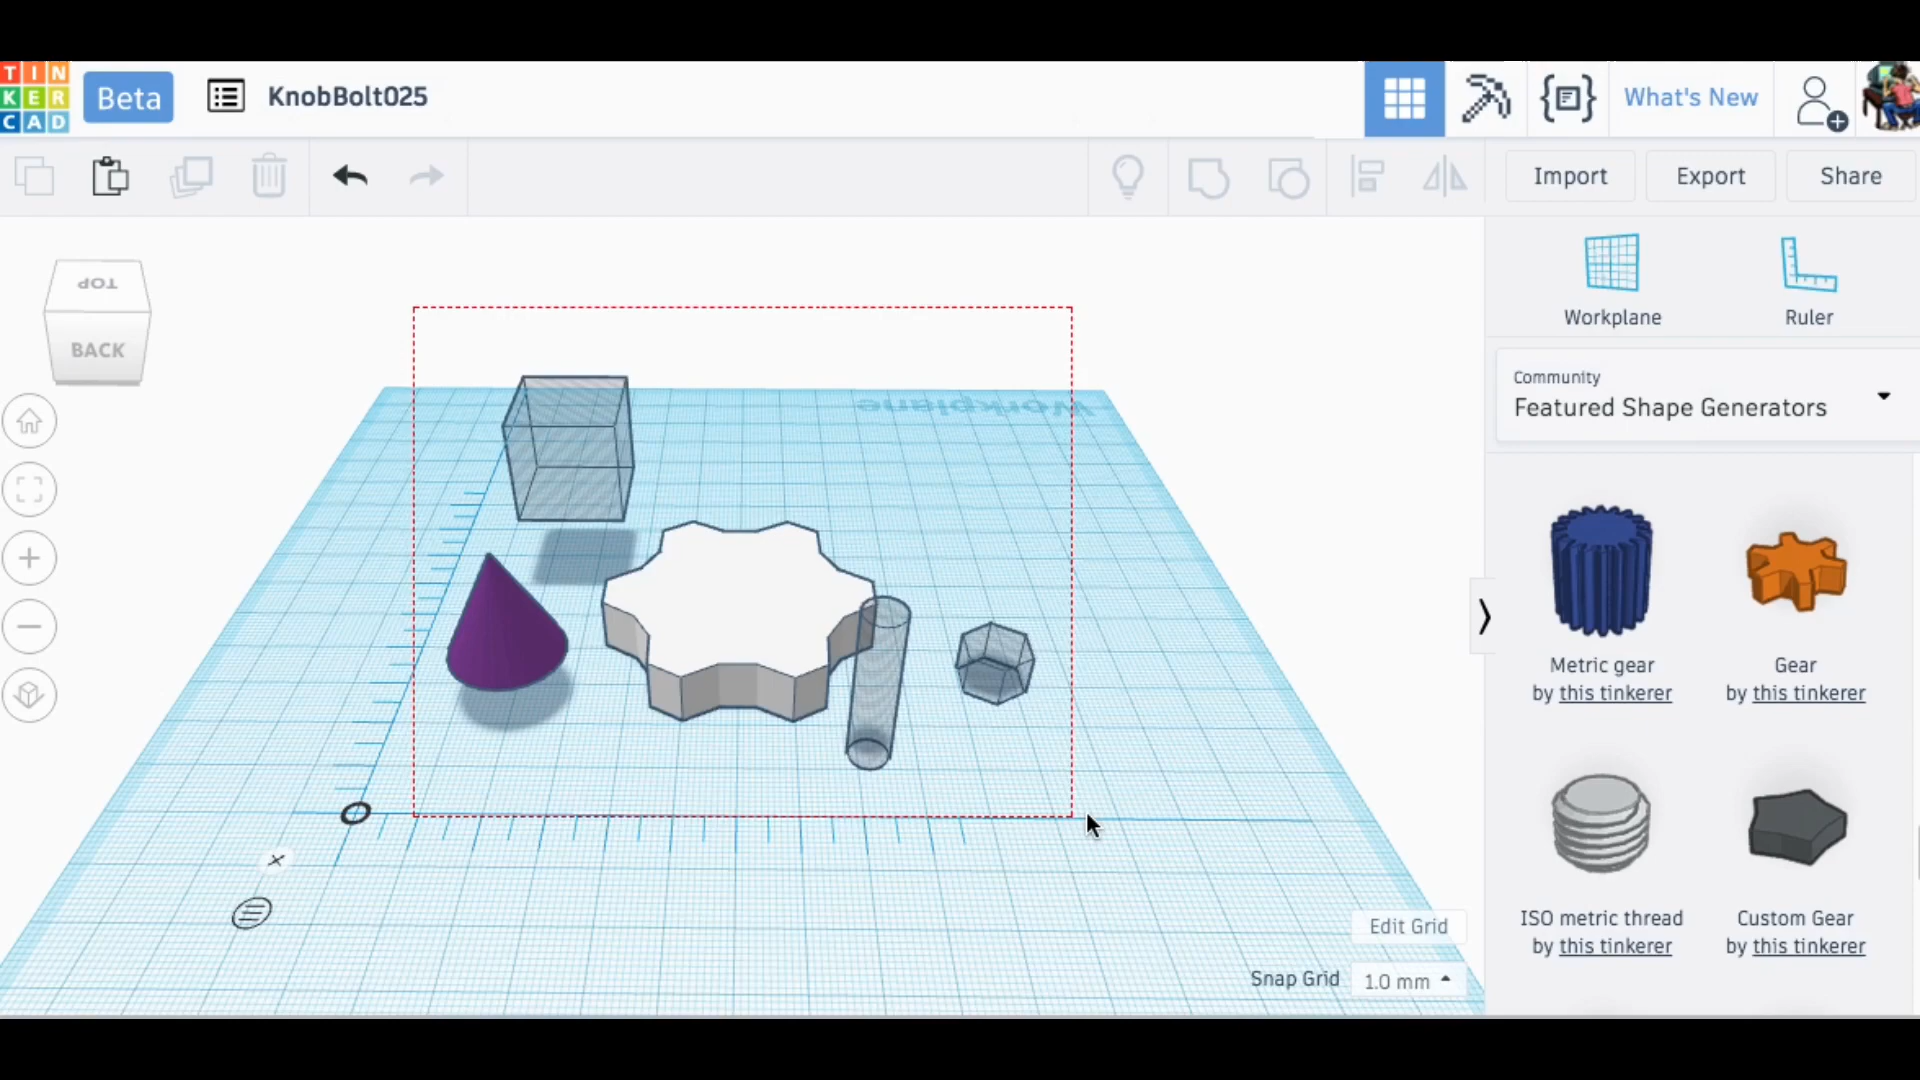 TIN
KER
CAD
Beta
KnobBolt025
What's New
Import
Export
Share
TOP
BACK
Workplane
Workplane
Ruler
Community
Featured Shape Generators
Metric gear
by this tinkerer
Gear
by this tinkerer
ISO metric thread
by this tinkerer
Custom Gear
by this tinkerer
Edit Grid
Snap Grid
1.0 mm